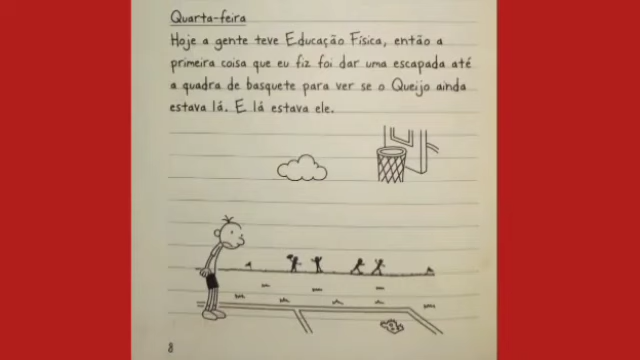 Quarta-feira
Hoje a gente teve Educação Física, então a
primeira coisa que eu fiz foi dar uma escapada até
a quadra de basquete para ver se o Queijo ainda
estava lá. E lá estava ele.
8